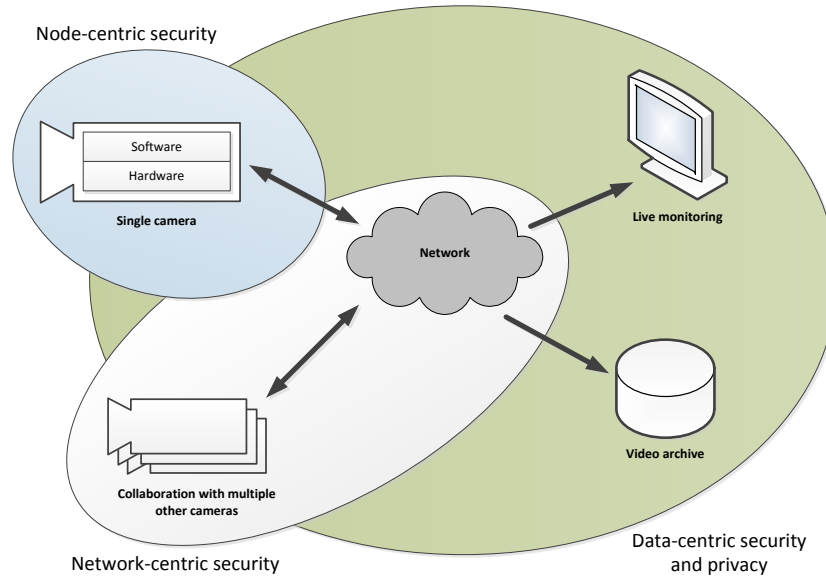 Node-centric security
Software
Hardware
Single camera
Live monitoring
Network
Video archive
Collaboration with multiple
other cameras
Network-centric security
Data-centric security
and privacy